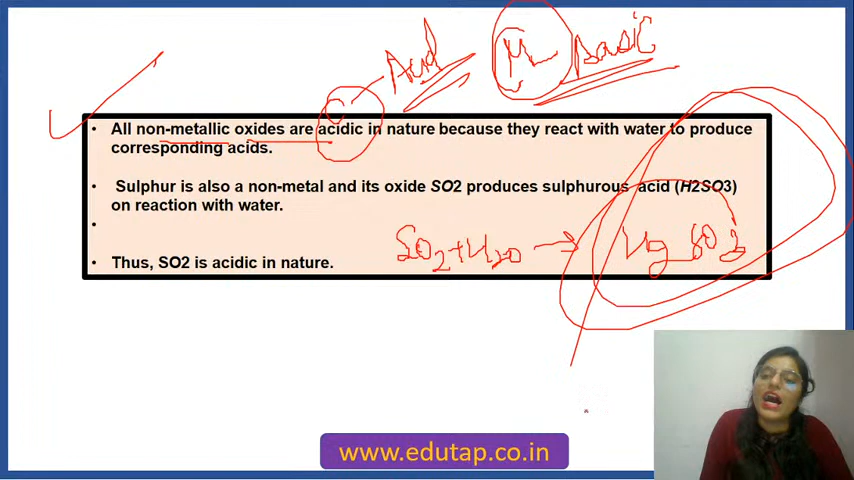 Acid
Basic
• All non-metallic oxides are acidic in nature because they react with water to produce
corresponding acids.
• Sulphur is also a non-metal and its oxide SO2 produces sulphurous acid (H2SO3)
on reaction with water.
•
SO2+H2O → H2SO3
• Thus, SO2 is acidic in nature.
www.edutap.co.in